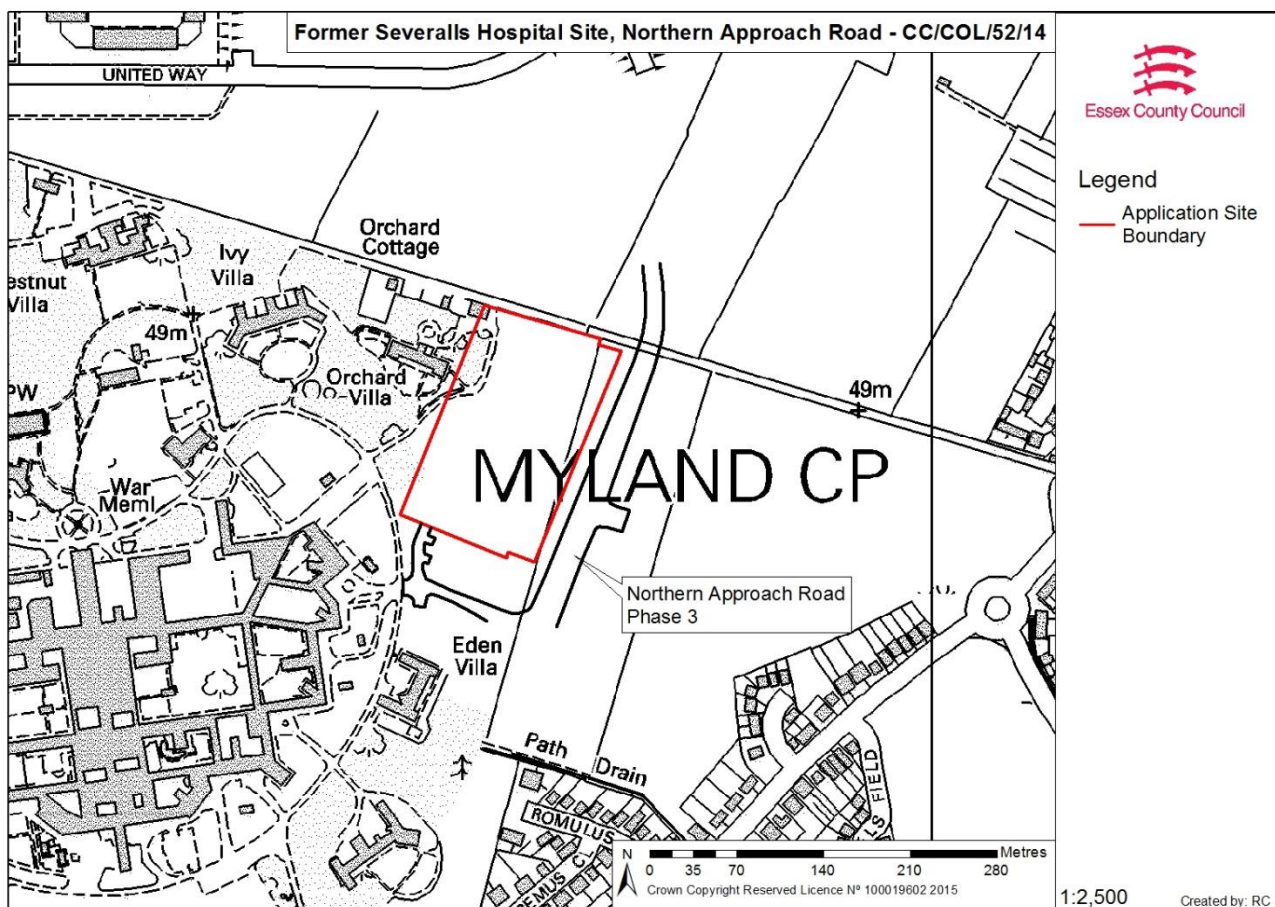 Former Severalls Hospital Site, Northern Approach Road - CC/COL/52/14
UNITED WAY
Essex County Council
Legend
Application Site
Boundary
Orchard
Cottage
Ivy
Villa
estnut
Villa
49m
Orchard
Villa
PW
49m
MYLAND CP
War
Meml
Northern Approach Road
Phase 3
Eden
Villa
Path
Drain
ROMULUS
EMUS C
LS FIELD
N
0 35 70 140 210 280 Metres
Crown Copyright Reserved Licence Nº 100019602 2015
1:2,500
Created by: RC